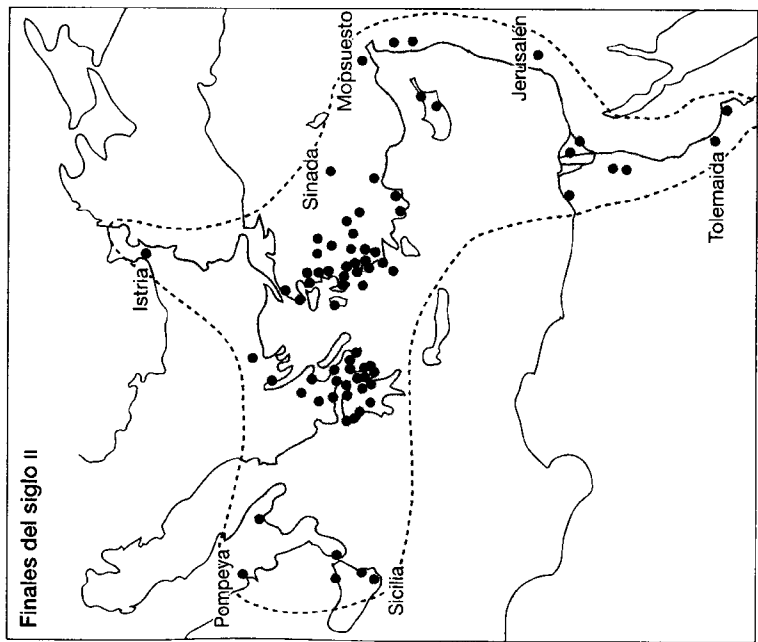 Finales del siglo II
Istria
Sinada
Mopsuesto
Pompeya
Sicilia
Jerusalén
Tolemaida